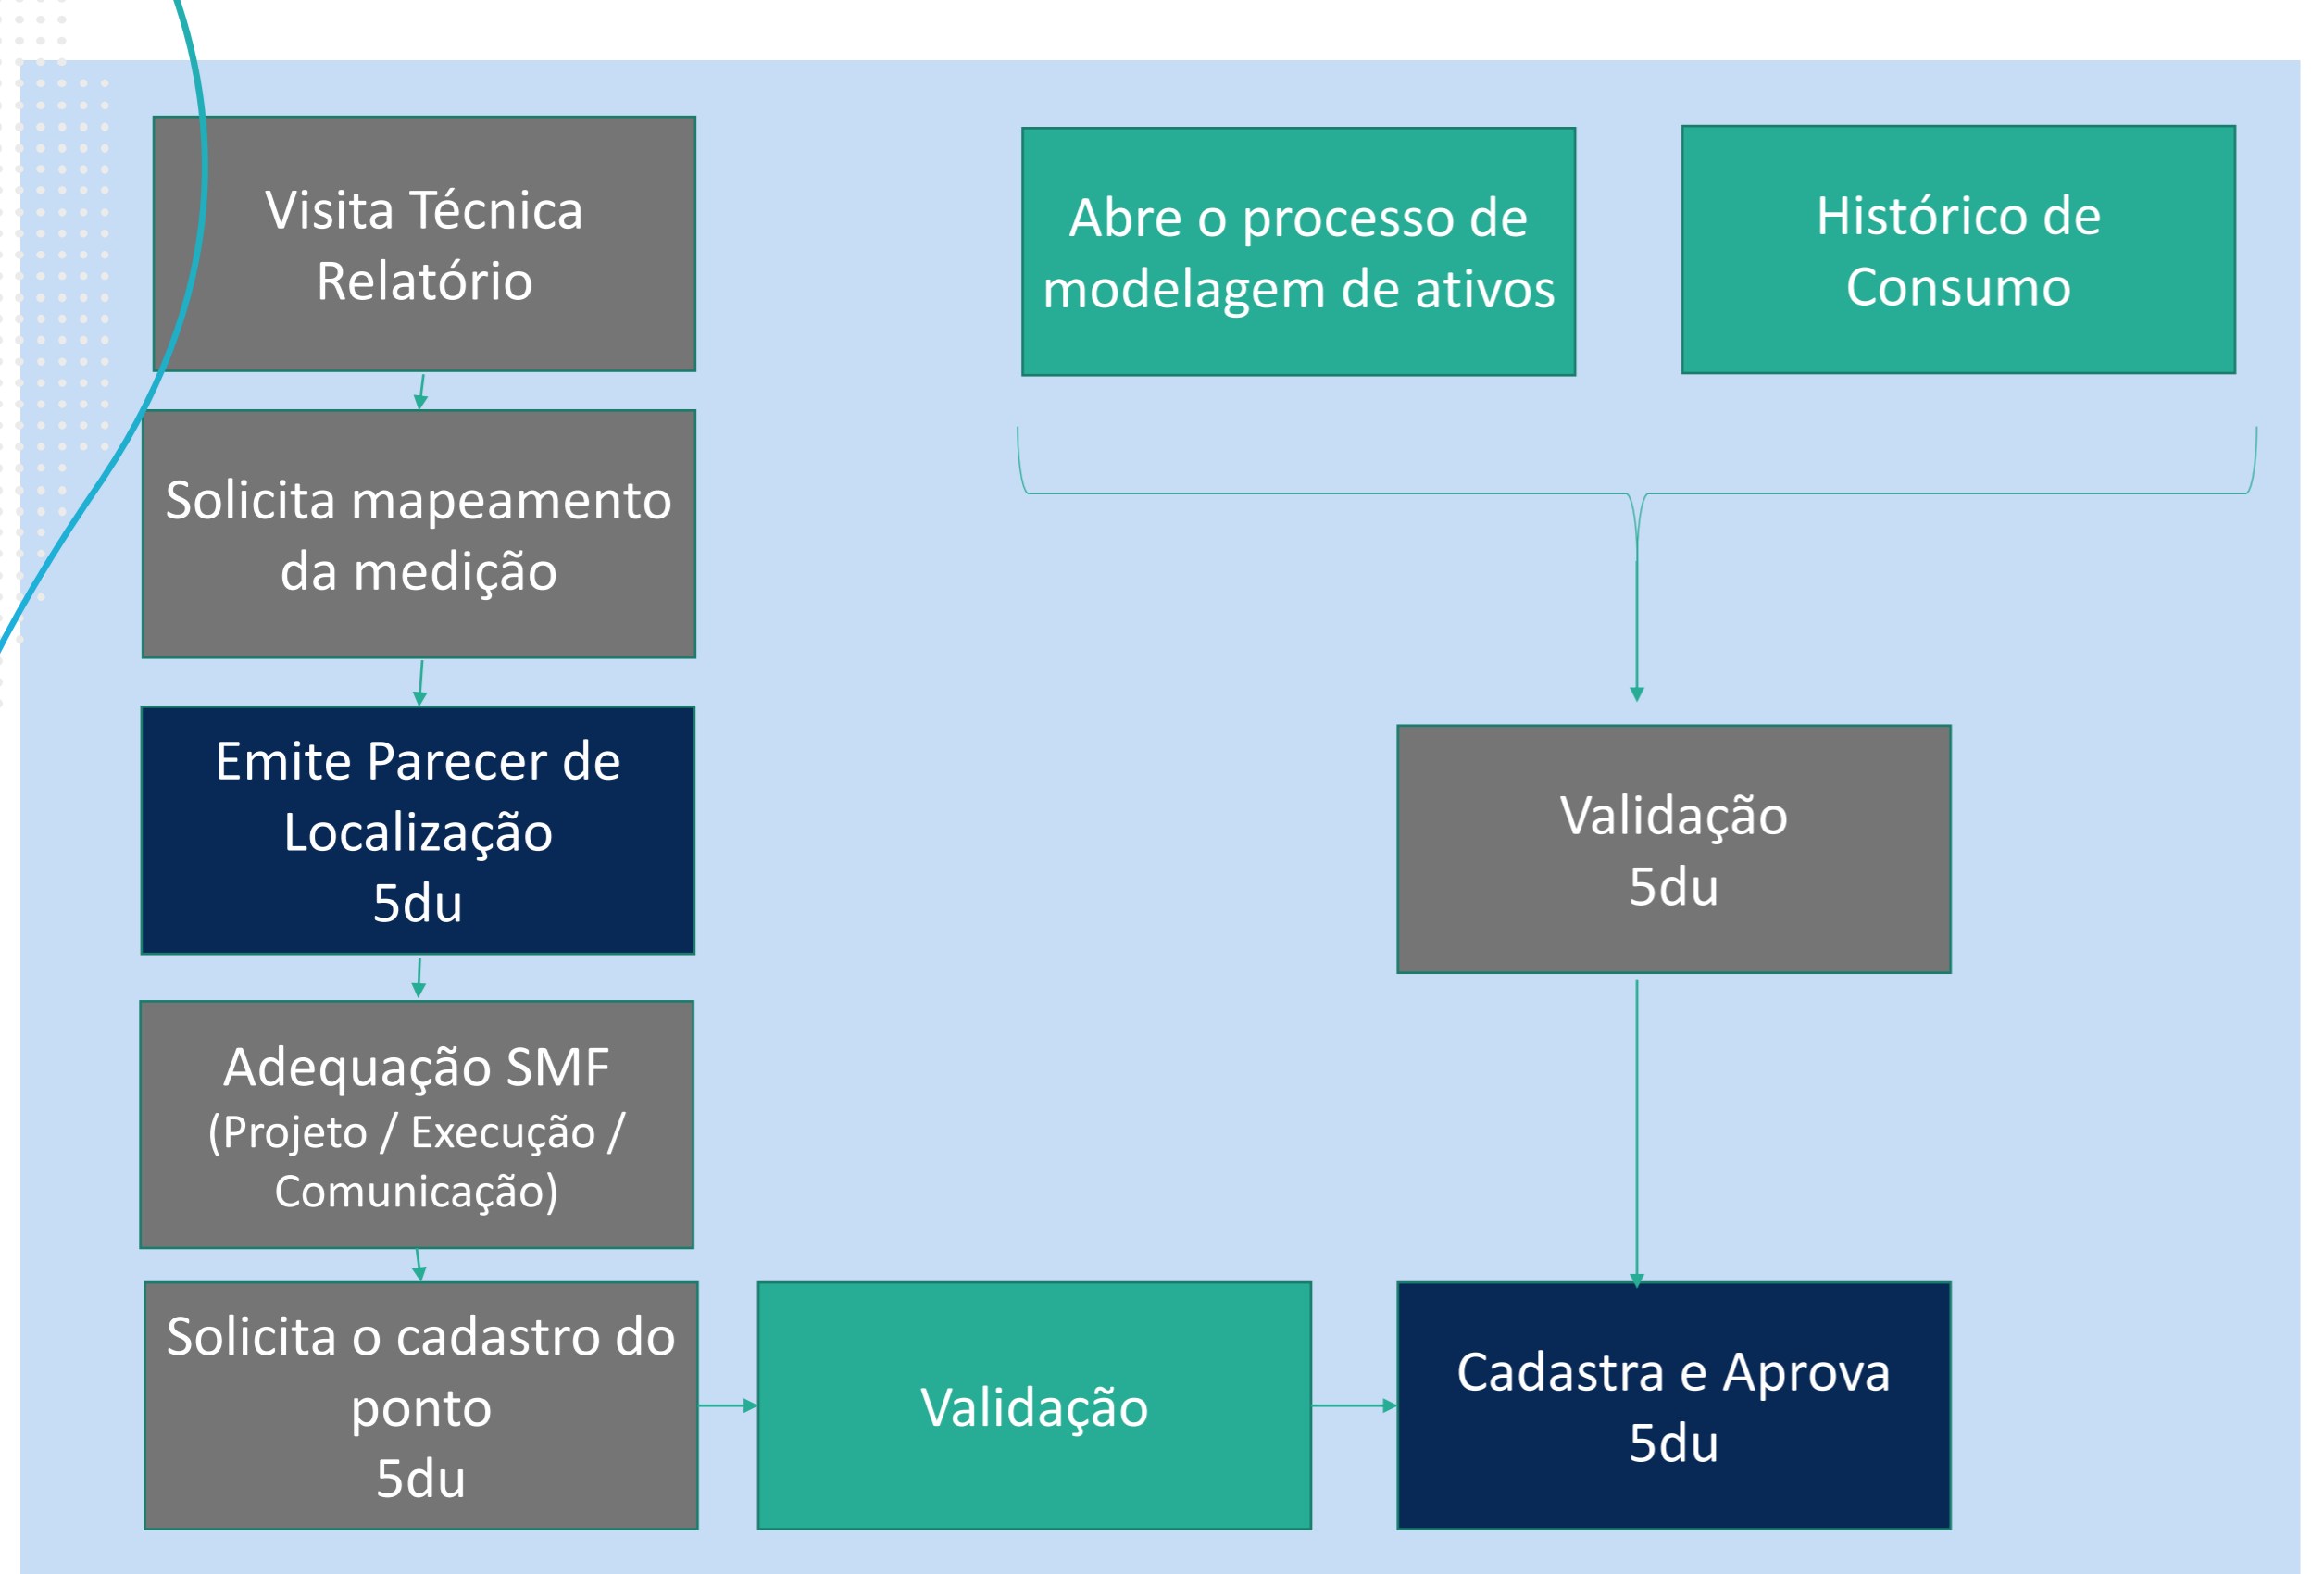 Visita Técnica
Relatório
Solicita mapeamento
da medição
Emite Parecer de
Localização
5du
Adequação SMF
(Projeto / Execução /
Comunicação)
Solicita o cadastro do
ponto
5du
Validação
Abre o processo de
modelagem de ativos
Histórico de
Consumo
Validação
5du
Cadastra e Aprova
5du